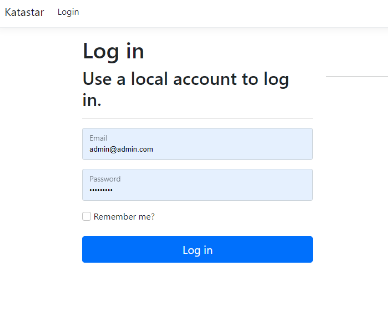 Katastar Login
Log in
Use a local account to log
in.
Email
admin@admin.com
Password
•••••••••
Remember me?
Log in